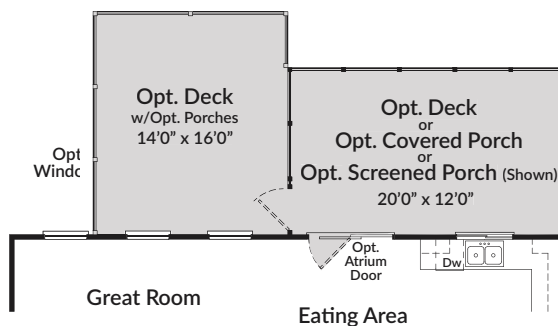 Opt. Deck
w/Opt. Porches
14'0” x 16'0”
Opt. Deck
or
Opt. Covered Porch
or
Opt. Screened Porch (Shown)
20'0” x 12'0”
Opt
Opt.
Atrium
Door
Dw
Great Room
Eating Area